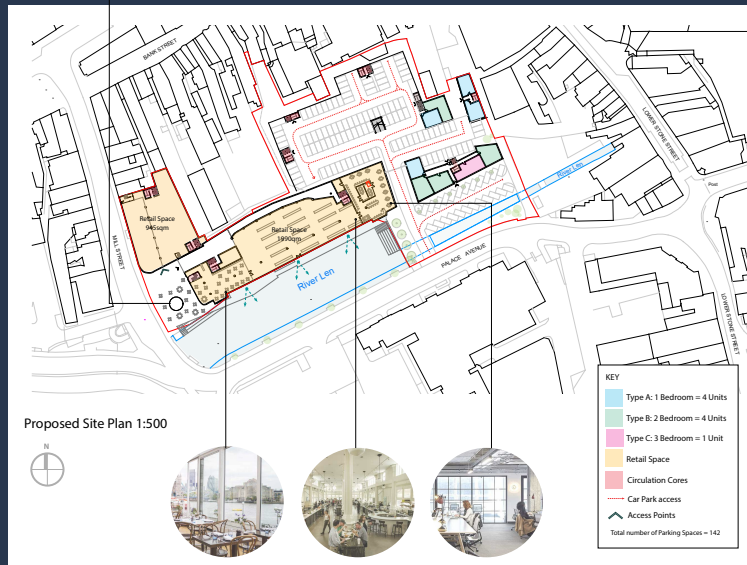 BANK STREET
LOWER STONE STREET
River Len
Post
Retail Space
945sqm
Retail Space
1890qm
MILL STREET
River Len
PALACE AVENUE
LOWER STONE STREET
Proposed Site Plan 1:500
N
KEY
Type A: 1 Bedroom = 4 Units
Type B: 2 Bedroom = 4 Units
Type C: 3 Bedroom = 1 Unit
Retail Space
Circulation Cores
Car Park access
Access Points
Total number of Parking Spaces = 142